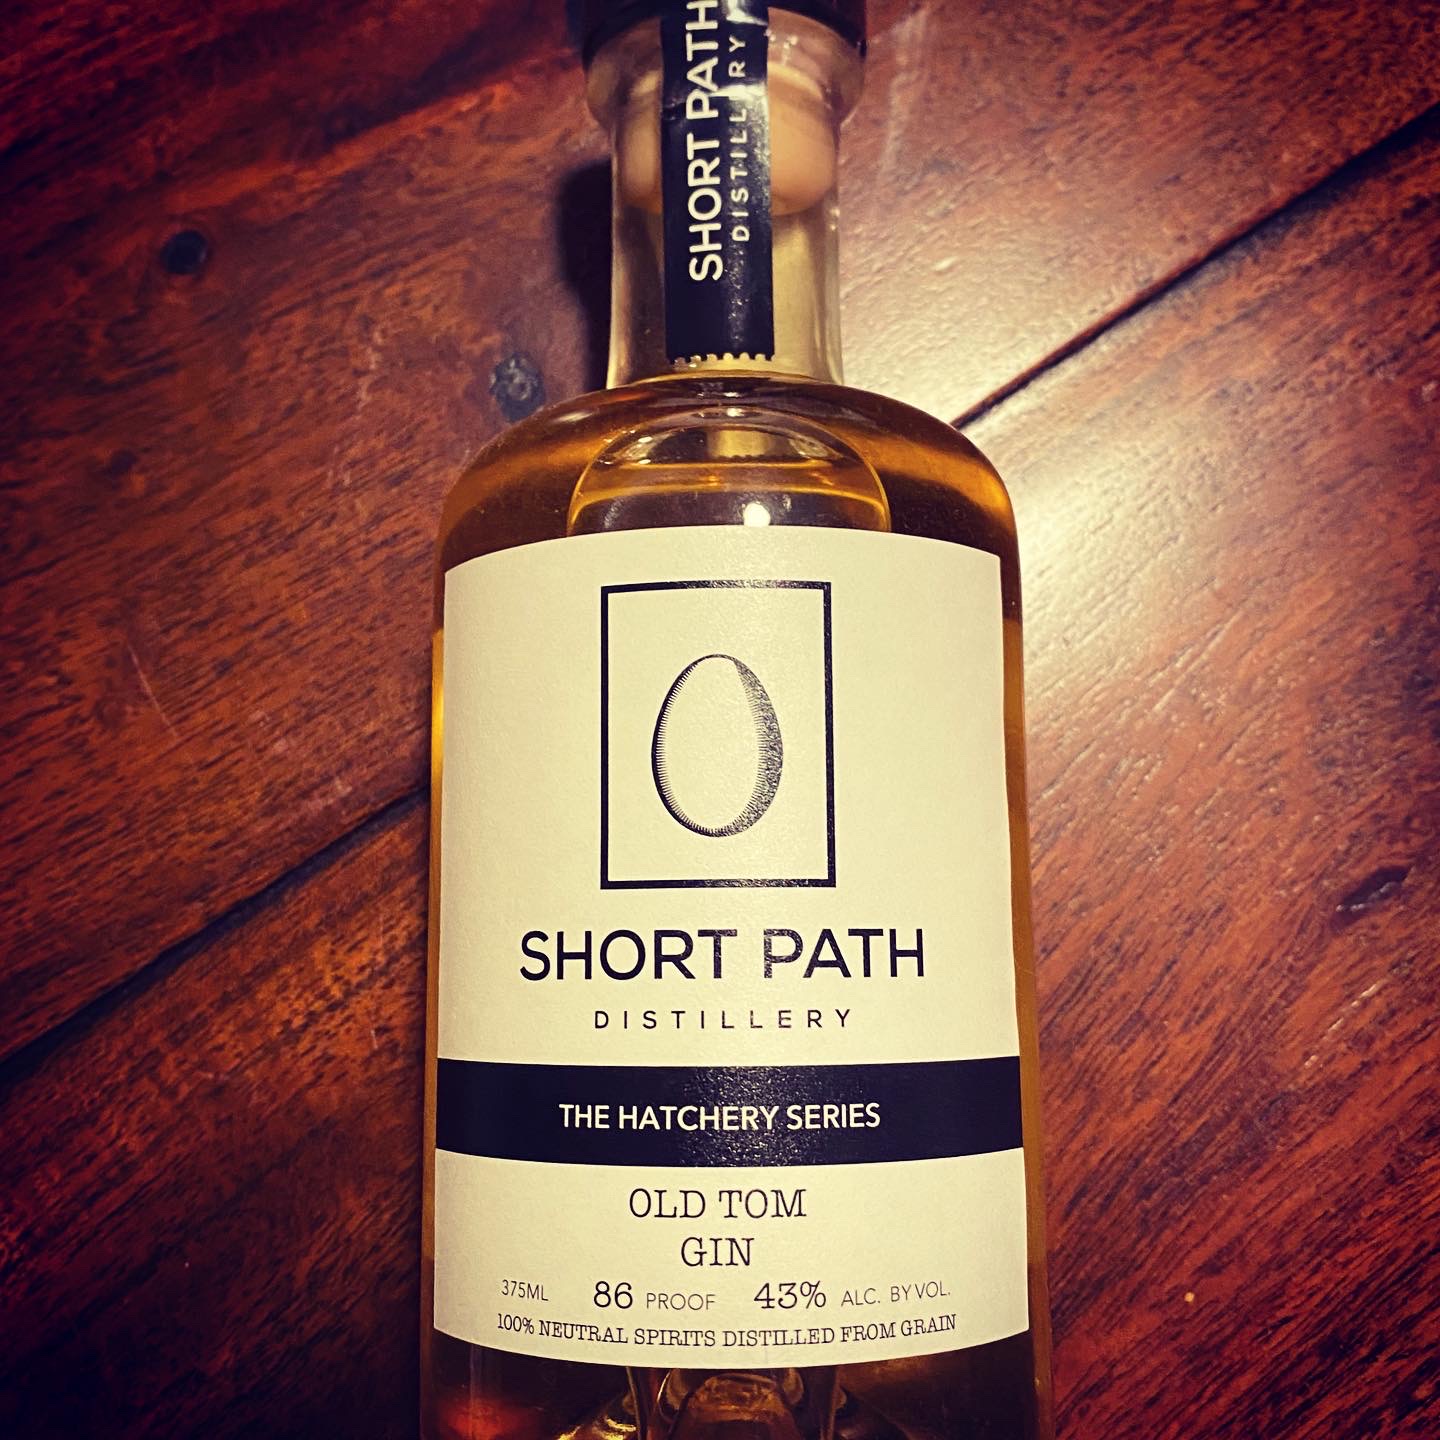 SHORT PATH
DISTILLERY
SHORT PATH
DISTILLERY
THE HATCHERY SERIES
OLD TOM
GIN
375ML 86 PROOF 43% ALC. BY VOL.
100% NEUTRAL SPIRITS DISTILLED FROM GRAIN